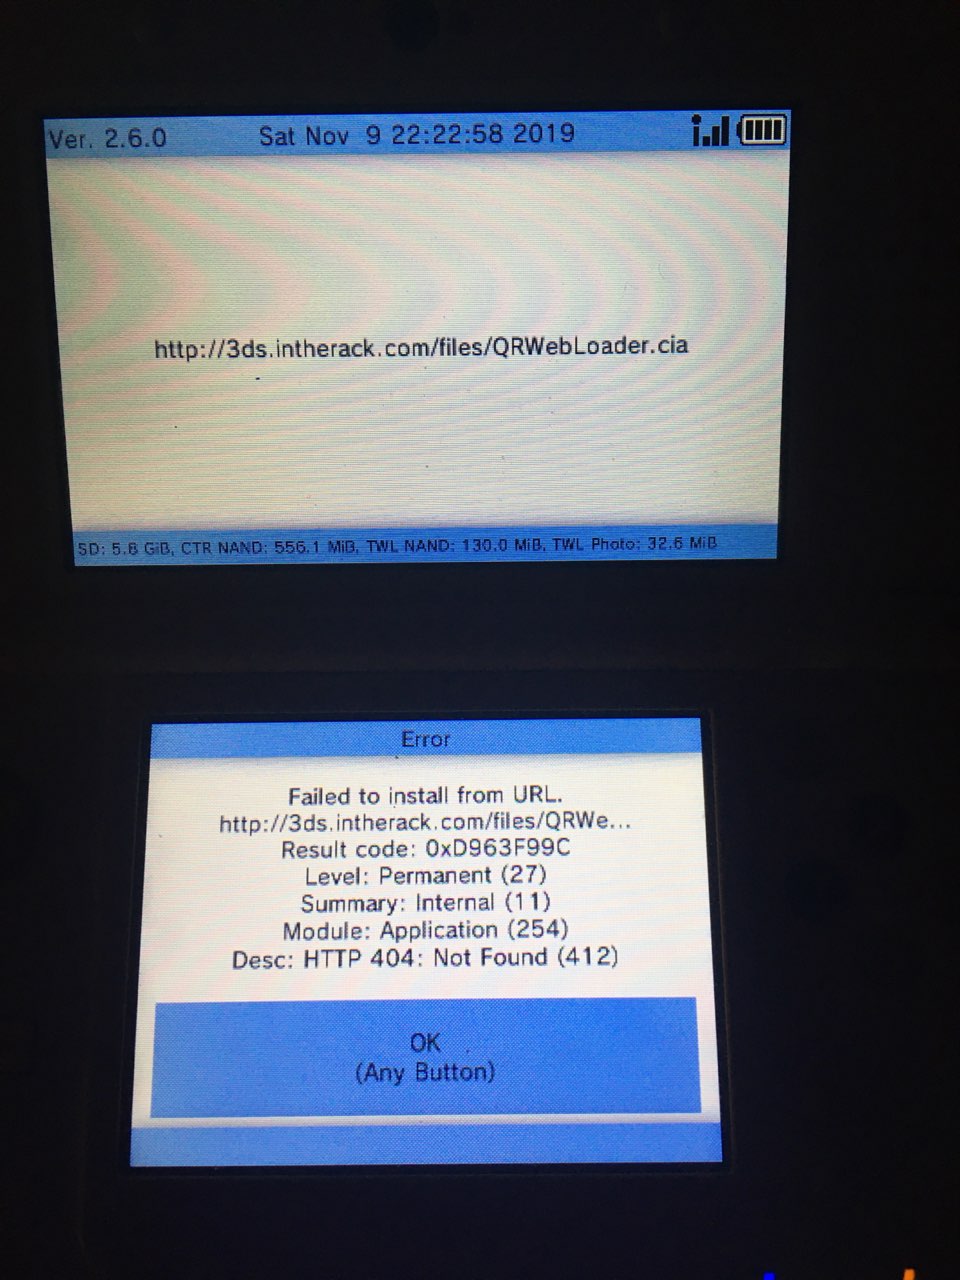 Ver. 2.6.0 Sat Nov 9 22:22:58 2019
http://3ds.intherack.com/files/QRWebLoader.cia
SD: 5.8 GiB, CTR NAND: 556.1 MiB, TWL NAND: 130.0 MiB, TWL Photo: 32.6 MiB
Error
Failed to install from URL.
http://3ds.intherack.com/files/QRWe...
Result code: 0xD963F99C
Level: Permanent (27)
Summary: Internal (11)
Module: Application (254)
Desc: HTTP 404: Not Found (412)
OK
(Any Button)